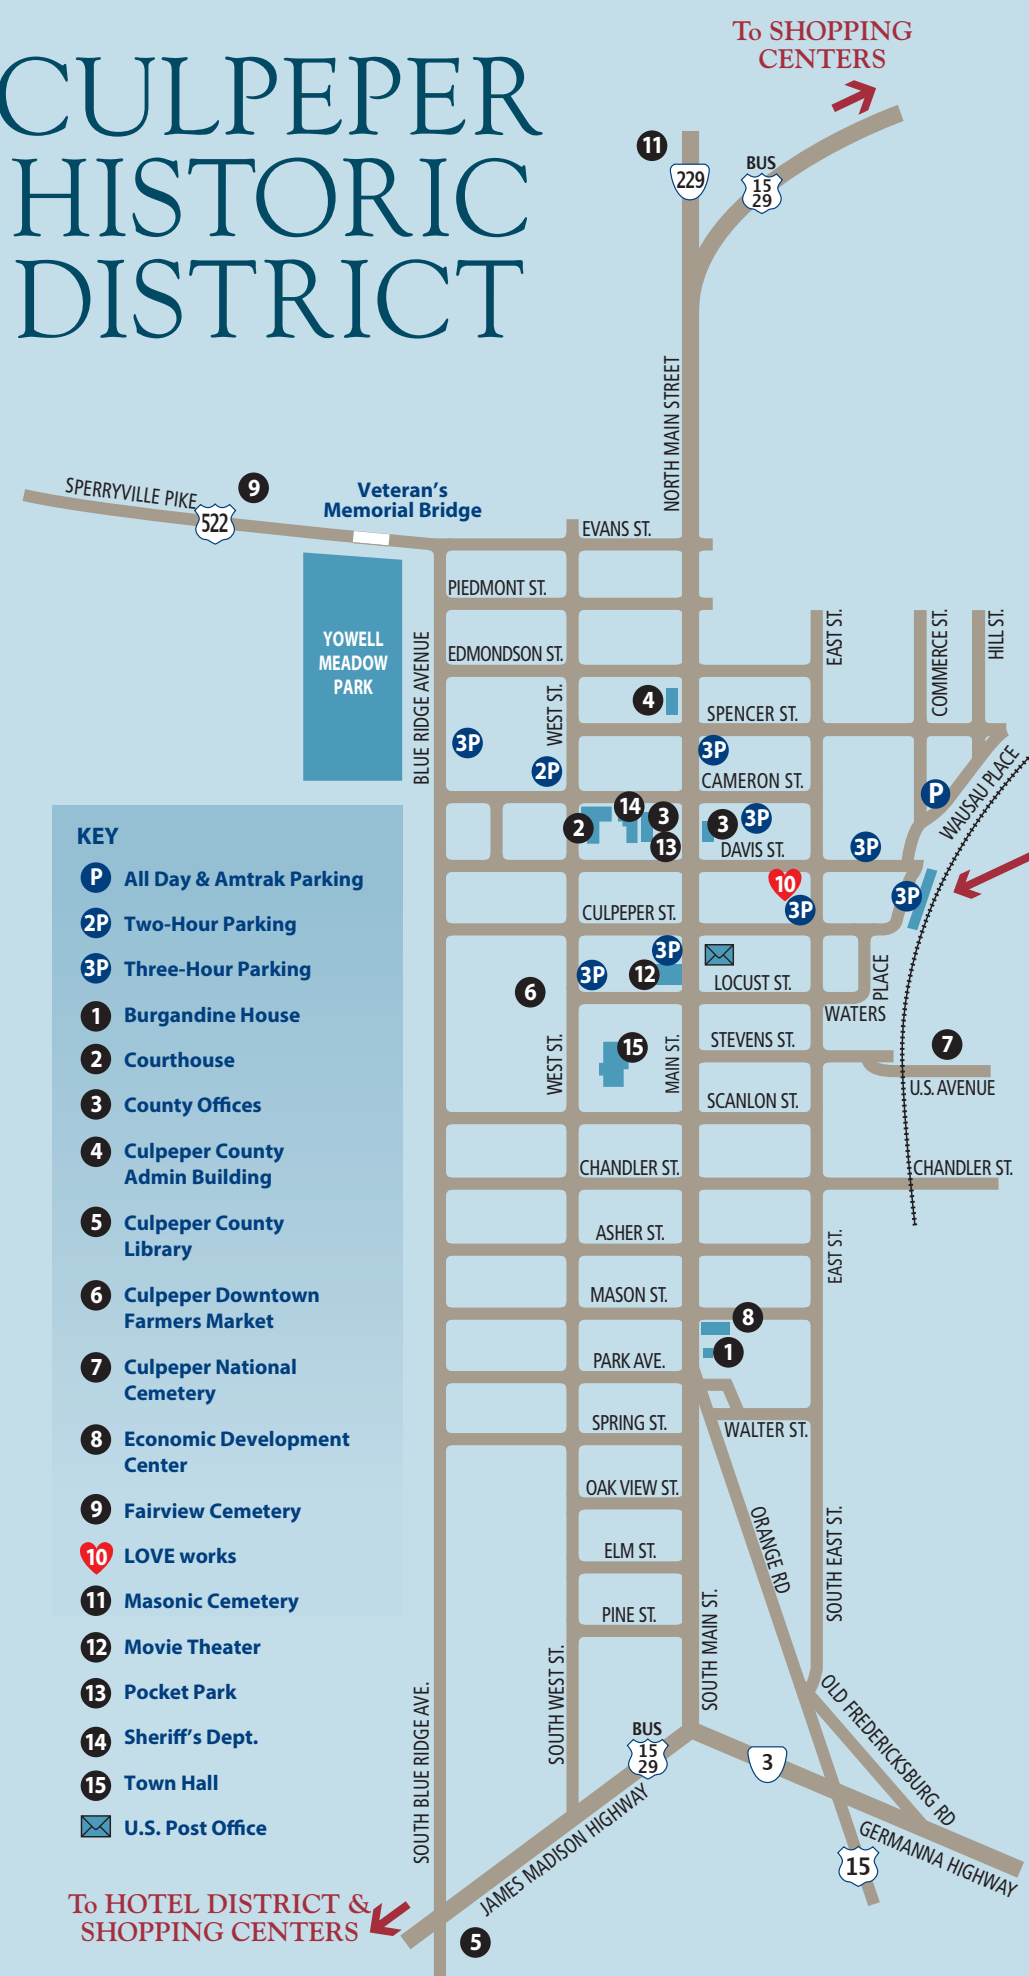 CULPEPER
HISTORIC
DISTRICT
To SHOPPING
CENTERS
11
229
BUS
15
29
NORTH MAIN STREET
SPERRYVILLE PIKE
9
522
Veteran's
Memorial Bridge
EVANS ST.
PIEDMONT ST.
YOWELL
MEADOW
PARK
BLUE RIDGE AVENUE
EDMONDSON ST.
EAST ST.
COMMERCE ST.
HILL ST.
WEST ST.
4
SPENCER ST.
3P
2P
3P
CAMERON ST.
WAUSAU PLACE
P
14
2
3
13
3
3P
DAVIS ST.
3P
10
3P
3P
CULPEPER ST.
3P
3P
12
LOCUST ST.
6
WATERS
PLACE
WEST ST.
15
MAIN ST.
STEVENS ST.
7
U.S. AVENUE
SCANLON ST.
CHANDLER ST.
CHANDLER ST.
ASHER ST.
EAST ST.
MASON ST.
8
1
PARK AVE.
SPRING ST.
WALTER ST.
OAK VIEW ST.
ORANGE RD
SOUTH EAST ST.
ELM ST.
PINE ST.
SOUTH MAIN ST.
SOUTH WEST ST.
SOUTH BLUE RIDGE AVE.
OLD FREDERICKSBURG RD
BUS
15
29
3
JAMES MADISON HIGHWAY
GERMANNA HIGHWAY
15
5
KEY
P All Day & Amtrak Parking
2P Two-Hour Parking
3P Three-Hour Parking
1 Burgandine House
2 Courthouse
3 County Offices
4 Culpeper County
Admin Building
5 Culpeper County
Library
6 Culpeper Downtown
Farmers Market
7 Culpeper National
Cemetery
8 Economic Development
Center
9 Fairview Cemetery
10 LOVE works
11 Masonic Cemetery
12 Movie Theater
13 Pocket Park
14 Sheriff's Dept.
15 Town Hall
U.S. Post Office
To HOTEL DISTRICT &
SHOPPING CENTERS